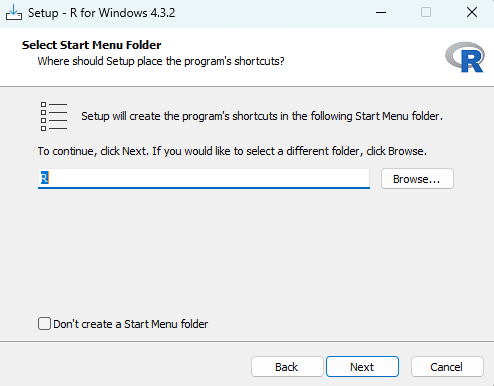 Setup - R for Windows 4.3.2
Select Start Menu Folder
Where should Setup place the program's shortcuts?
R
Setup will create the program's shortcuts in the following Start Menu folder.
To continue, click Next. If you would like to select a different folder, click Browse.
R
Browse...
Don't create a Start Menu folder
Back
Next
Cancel